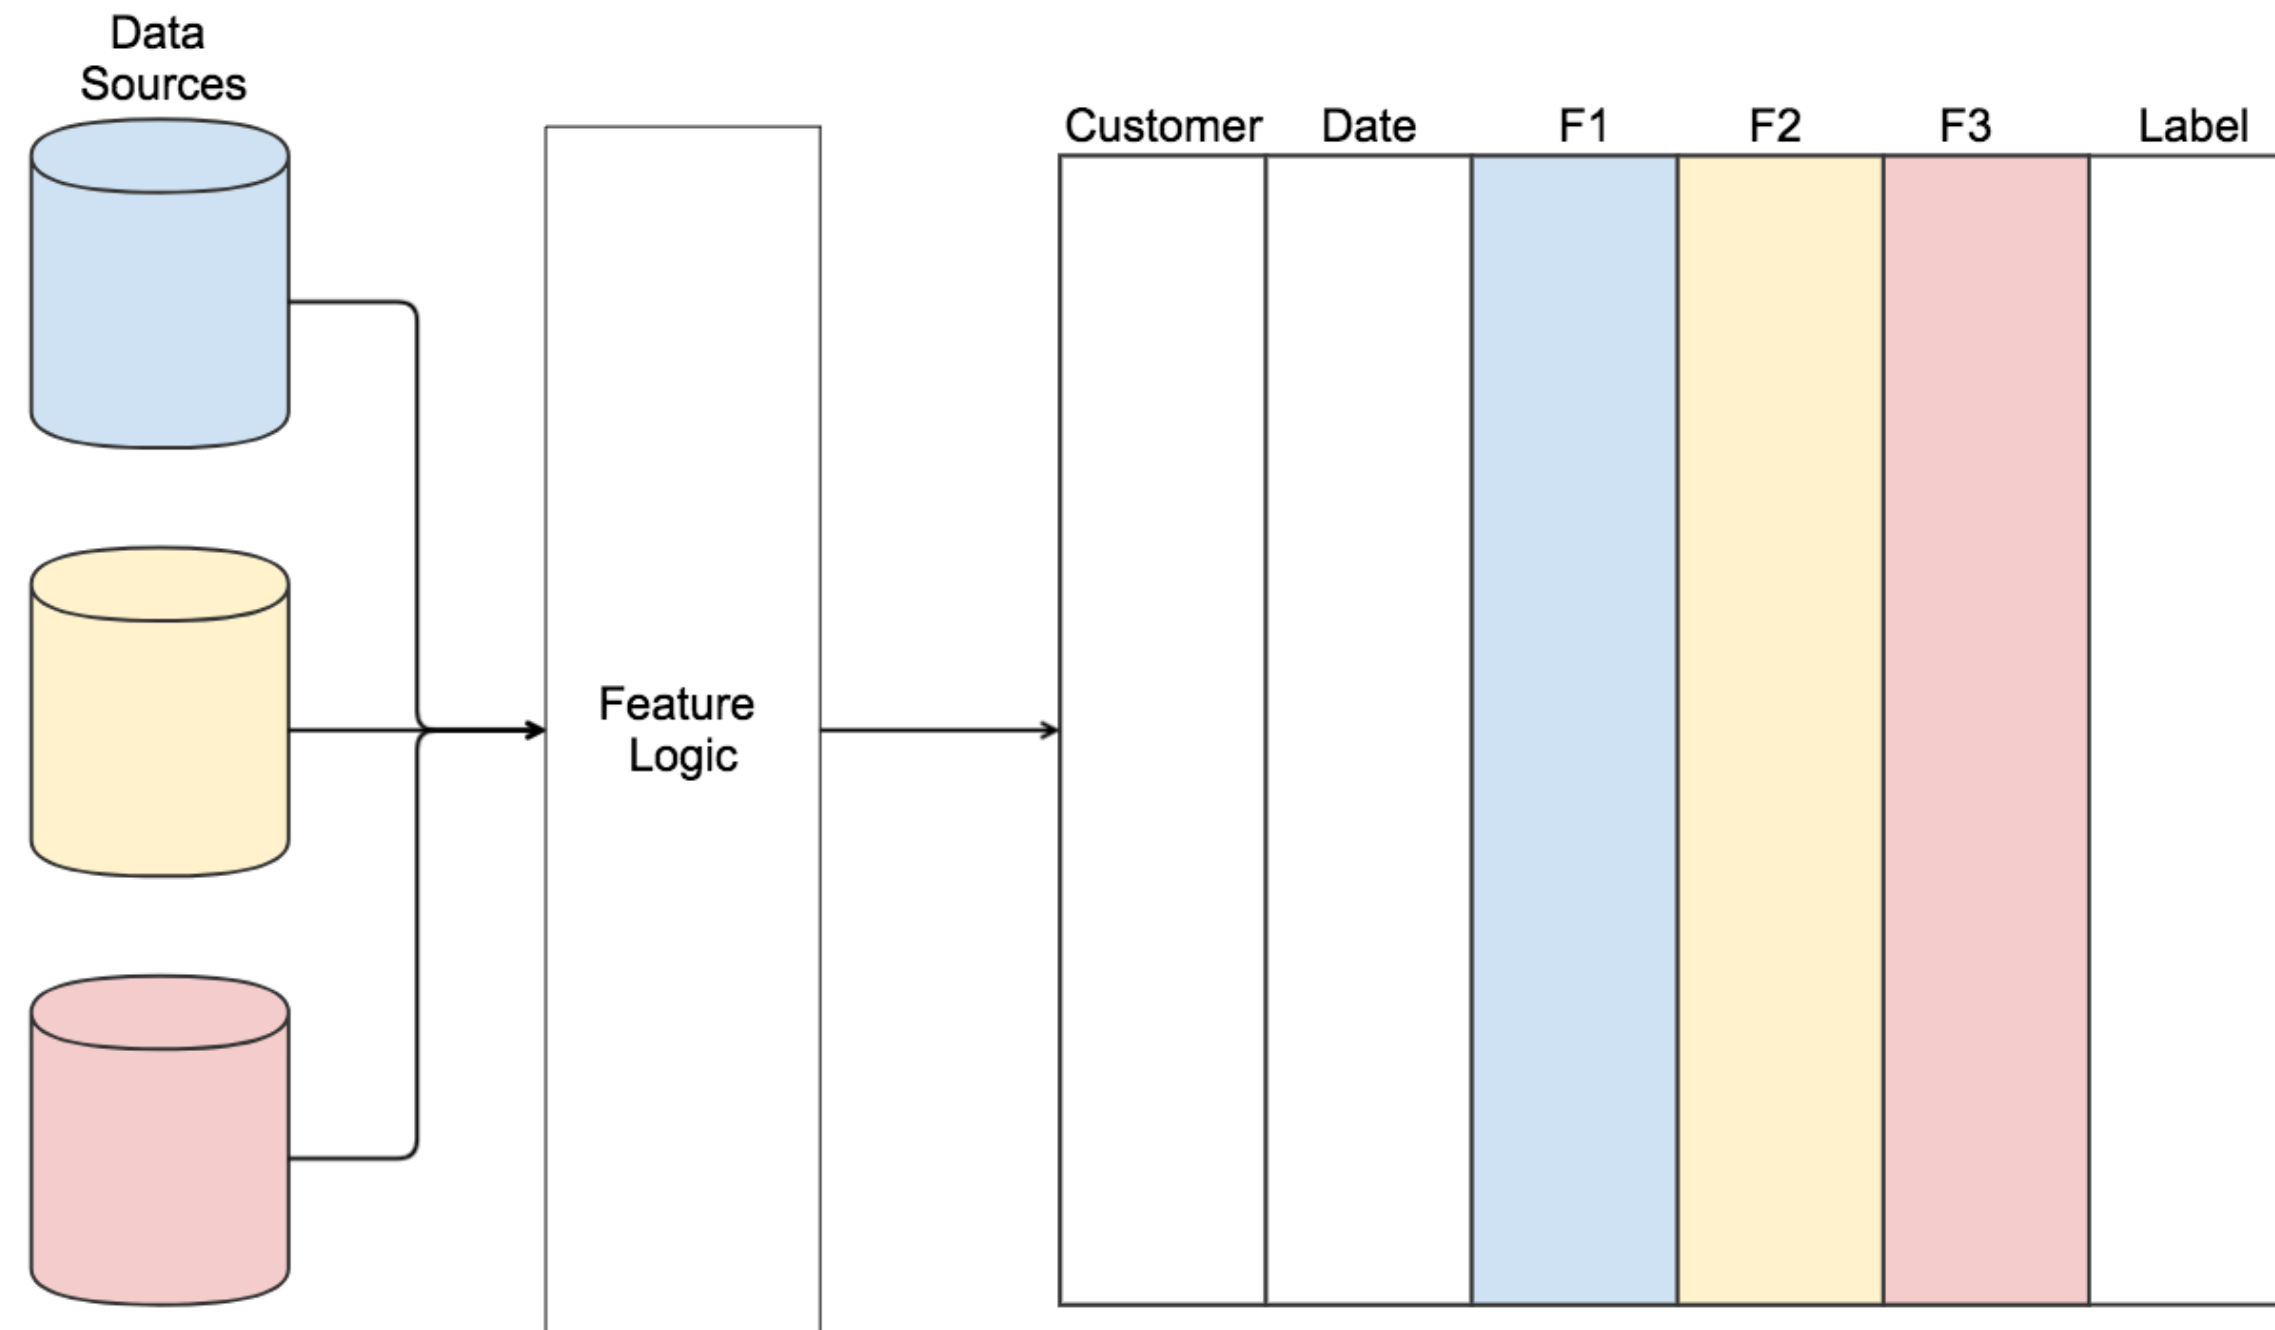 Data
Sources
Customer Date F1 F2 F3 Label
Feature
Logic